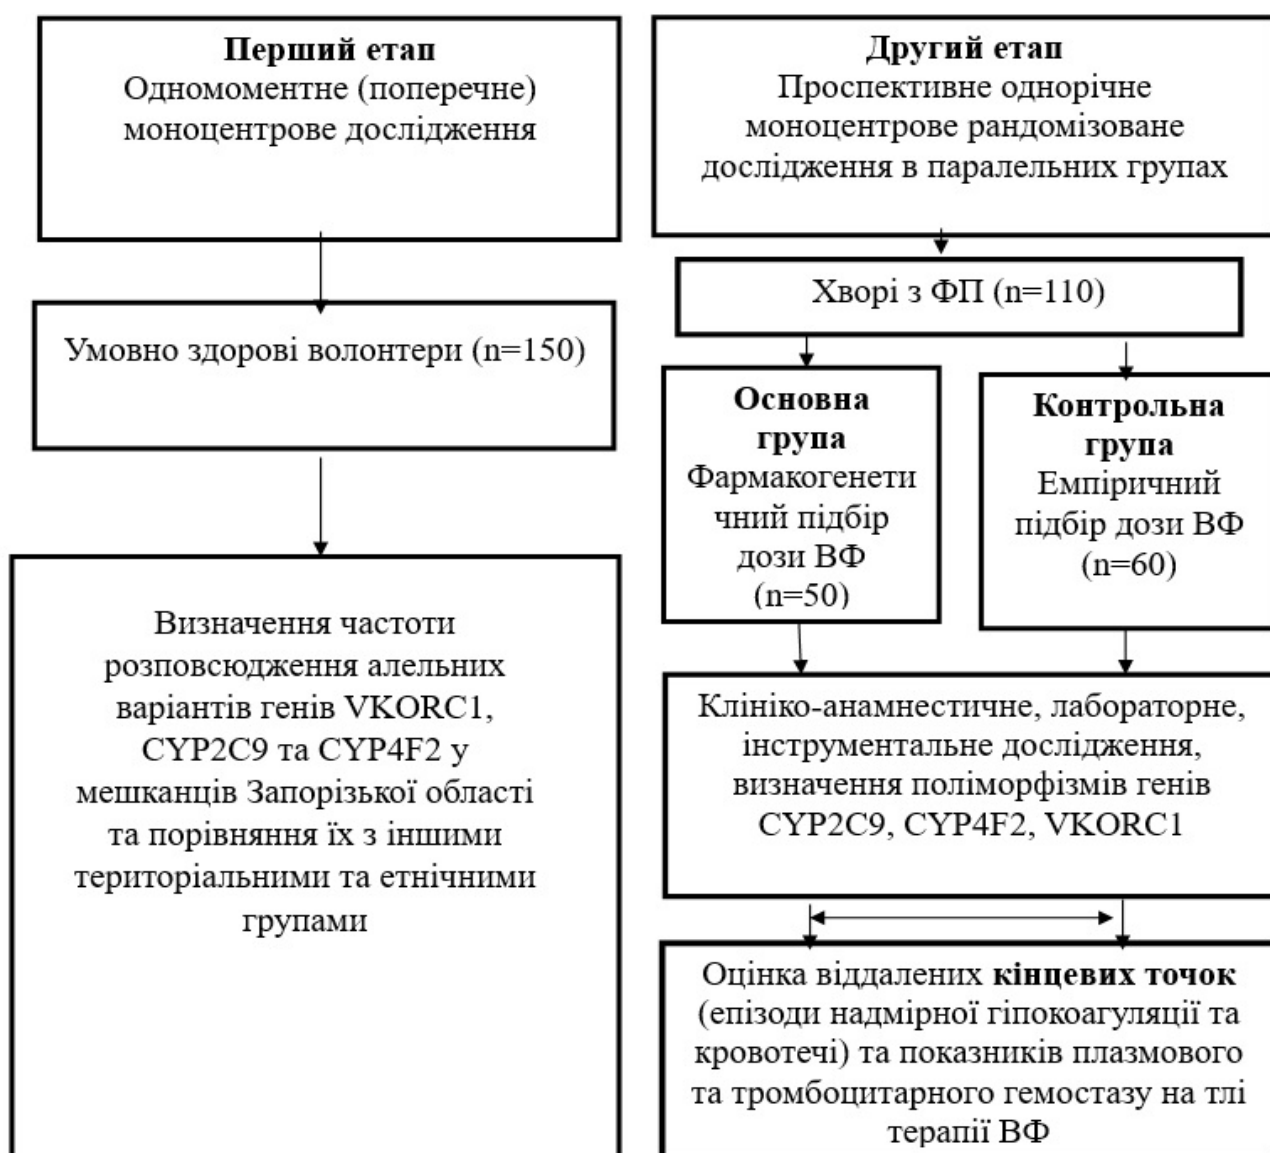 Перший етап
Одномоментне (поперечне)
моноцентрове дослідження
Умовно здорові волонтери (n=150)
Визначення частоти
розповсюдження алельних
варіантів генів VKORC1,
CYP2C9 та CYP4F2 у
мешканців Запорізької області
та порівняння їх з іншими
територіальними та етнічними
групами
Другий етап
Проспективне однорічне
моноцентрове рандомізоване
дослідження в паралельних групах
Хворі з ФП (n=110)
Основна
група
Фармакогенети
чний підбір
дози ВФ
(n=50)
Контрольна
група
Емпіричний
підбір дози ВФ
(n=60)
Клініко-анамнестичне, лабораторне,
інструментальне дослідження,
визначення поліморфізмів генів
CYP2C9, CYP4F2, VKORC1
Оцінка віддалених кінцевих точок
(епізоди надмірної гіпокоагуляції та
кровотечі) та показників плазмового
та тромбоцитарного гемостазу на тлі
терапії ВФ